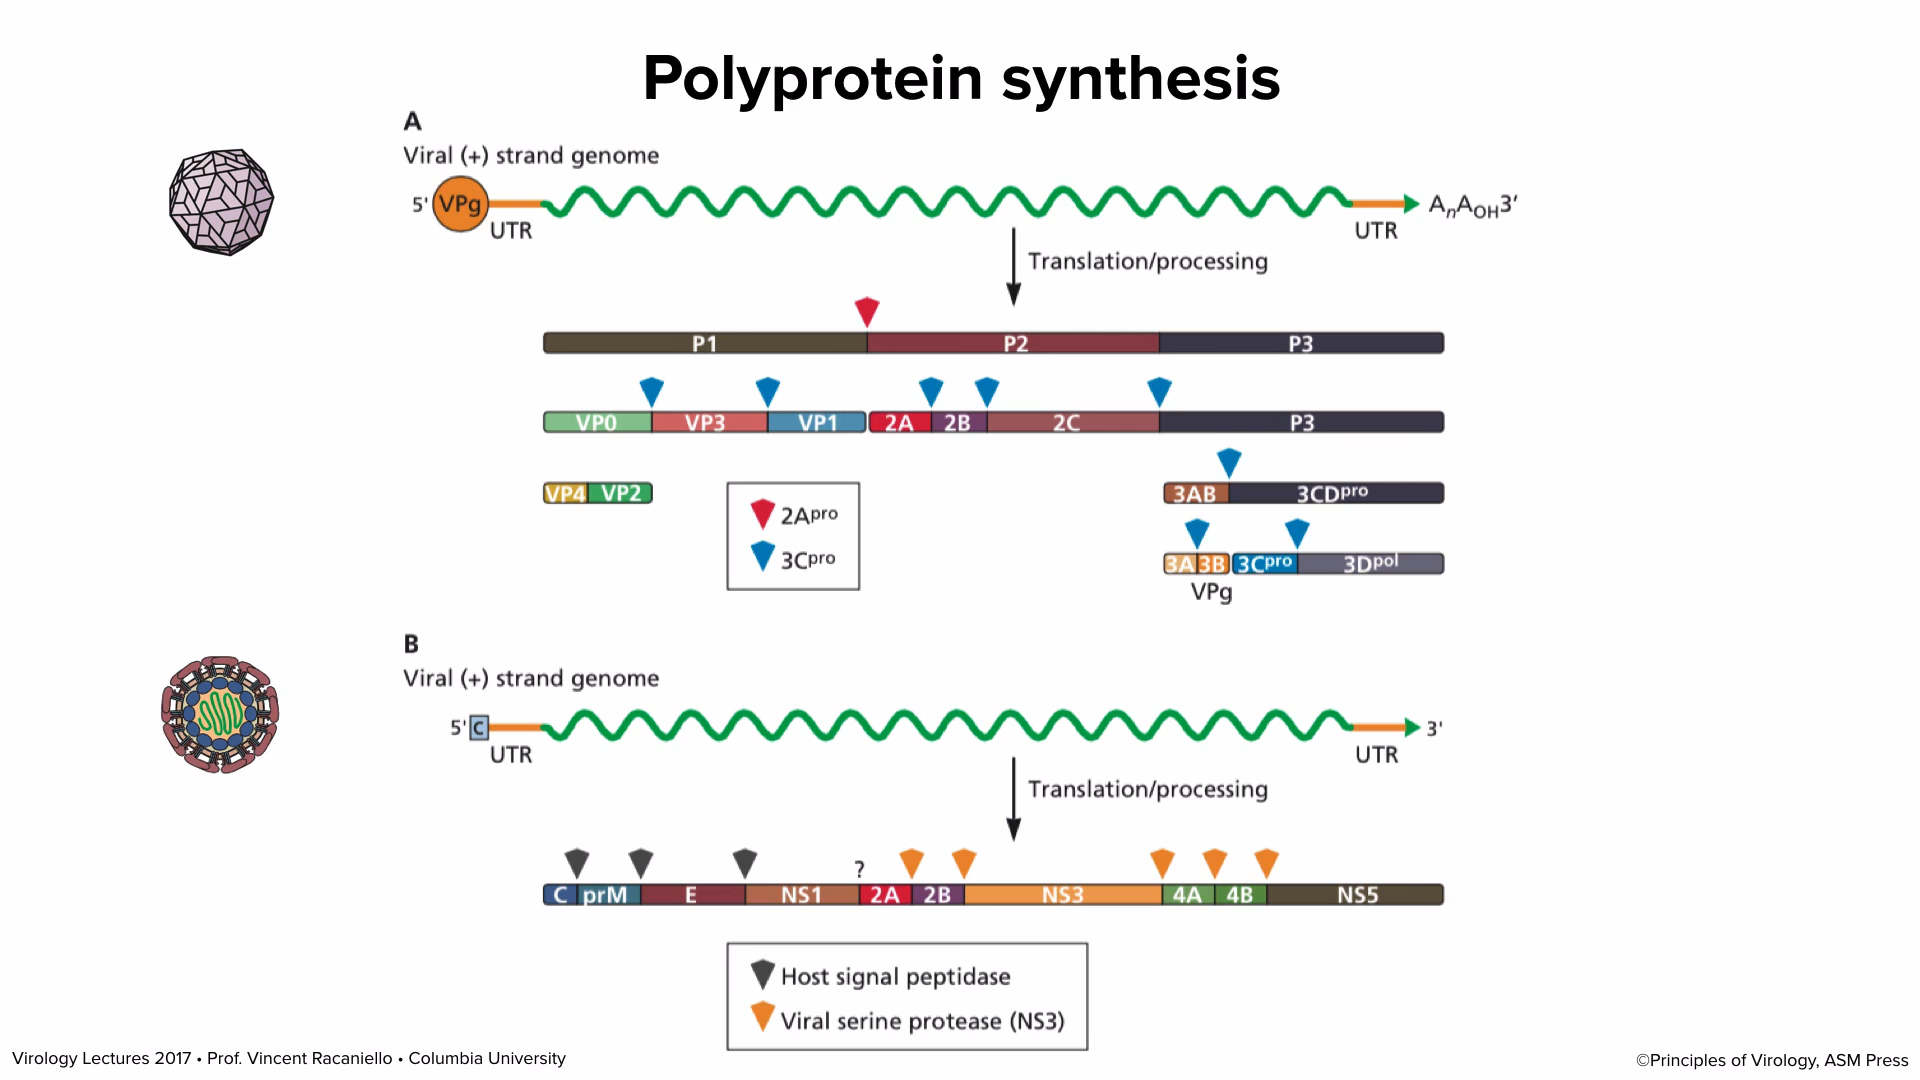 Polyprotein synthesis
A
Viral (+) strand genome
5' VPg AnAOH3'
UTR UTR
Translation/processing
P1 P2 P3
VP0 VP3 VP1 2A 2B 2C P3
VP4 VP2 3AB 3CDpro
2Apro
3Cpro
3A 3B 3Cpro 3Dpol
VPg
B
Viral (+) strand genome
5' C 3'
UTR UTR
Translation/processing
?
C prM E NS1 2A 2B NS3 4A 4B NS5
Host signal peptidase
Viral serine protease (NS3)
Virology Lectures 2017 • Prof. Vincent Racaniello • Columbia University
©Principles of Virology, ASM Press